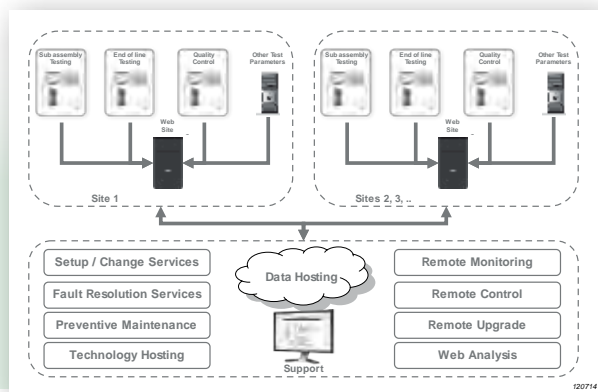 Sub assembly
Testing
End of line
Testing
Quality
Control
Other Test
Parameters
Web
Site
Site 1
Sub assembly
Testing
End of line
Testing
Quality
Control
Other Test
Parameters
Web
Site
Sites 2, 3, ..
Setup / Change Services
Fault Resolution Services
Preventive Maintenance
Technology Hosting
Data Hosting
Support
Remote Monitoring
Remote Control
Remote Upgrade
Web Analysis
120714